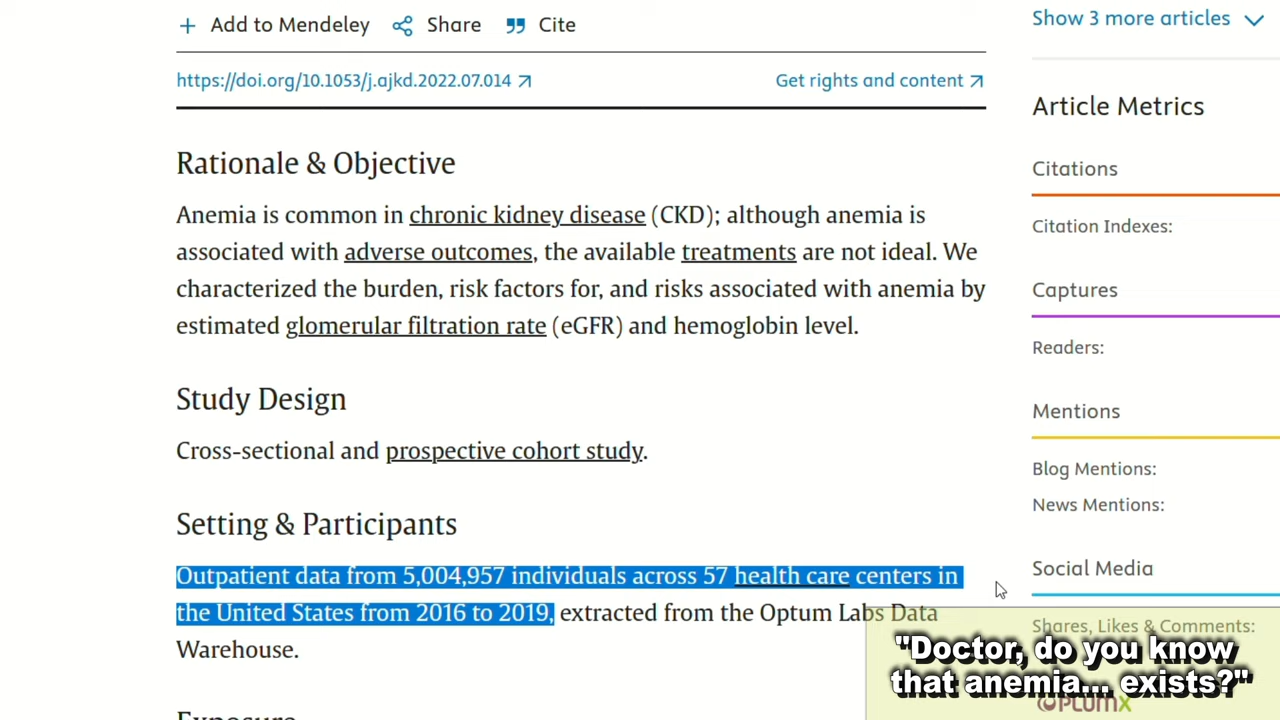 Add to Mendeley Share Cite
Show 3 more articles
https://doi.org/10.1053/j.ajkd.2022.07.014
Get rights and content
Rationale & Objective
Anemia is common in chronic kidney disease (CKD); although anemia is
associated with adverse outcomes, the available treatments are not ideal. We
characterized the burden, risk factors for, and risks associated with anemia by
estimated glomerular filtration rate (eGFR) and hemoglobin level.
Study Design
Cross-sectional and prospective cohort study.
Setting & Participants
Outpatient data from 5,004,957 individuals across 57 health care centers in
the United States from 2016 to 2019, extracted from the Optum Labs Data
Warehouse.
Exposure
Article Metrics
Citations
Citation Indexes:
Captures
Readers:
Mentions
Blog Mentions:
News Mentions:
Social Media
Shares, Likes & Comments:
"Doctor, do you know
that anemia... exists?"
PLUMX